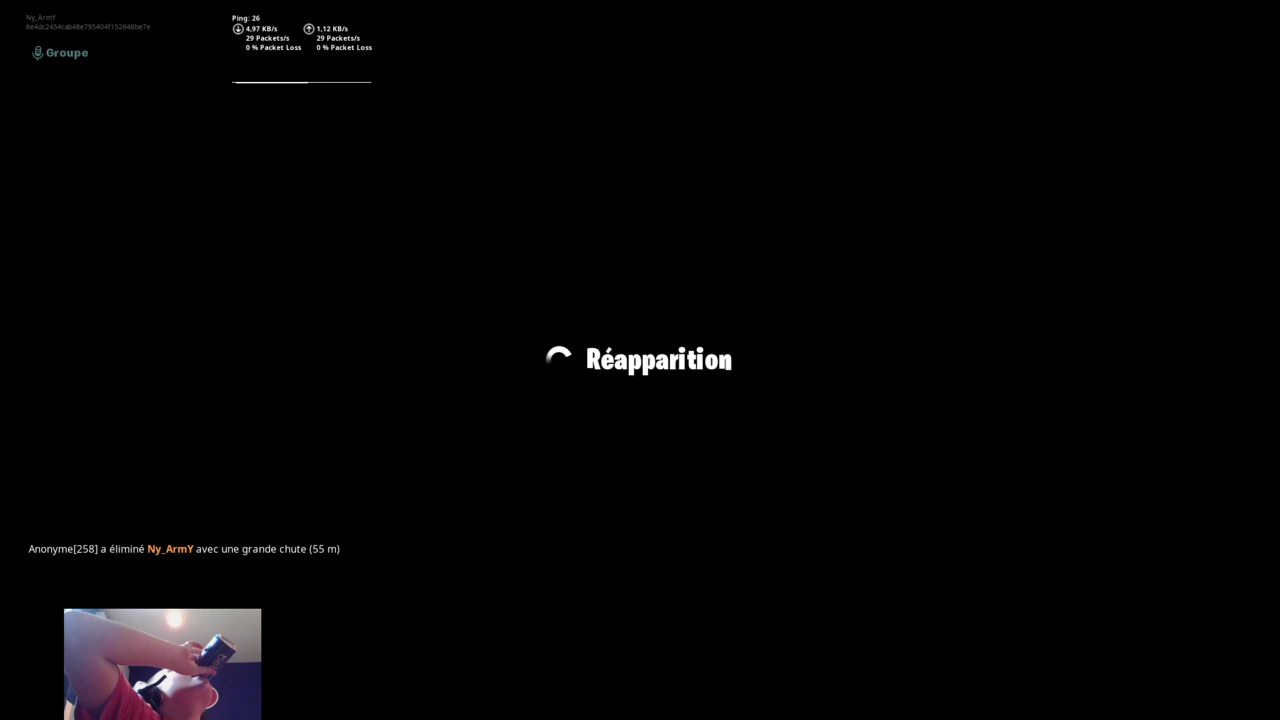 Ny_ArmY
6e4dc2454cab48e795404f152648be7e
Groupe
Ping: 26
4,97 KB/s
29 Packets/s
0 % Packet Loss
1,12 KB/s
29 Packets/s
0 % Packet Loss
Réapparition
Anonyme[258] a éliminé Ny_ArmY avec une grande chute (55 m)